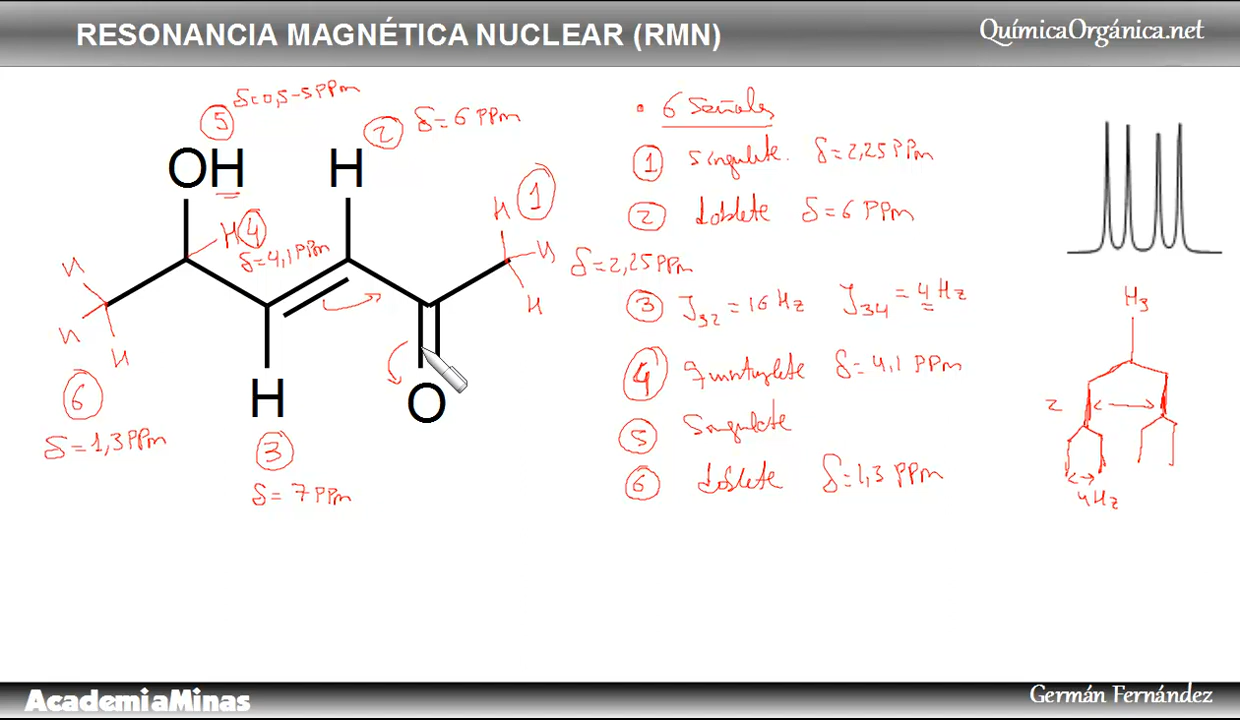 RESONANCIA MAGNÉTICA NUCLEAR (RMN)
QuímicaOrgánica.net
δ=0,5-5 PPm
5
2 δ=6 PPm
OH
H
H 4
δ=4,1 PPm
H 1
H
H
δ=2,25 PPm
H
H
H
6
δ=1,3 PPm
H
O
3
δ=7 PPm
• 6 Señales
1 singulete. δ=2,25 PPm
2 doblete δ=6 PPm
3 J32=16 Hz J34=4 Hz
4 quintuplete δ=4,1 PPm
5 Singulete
6 doblete δ=1,3 PPm
H3
2
4Hz
AcademiaMinas
Germán Fernández